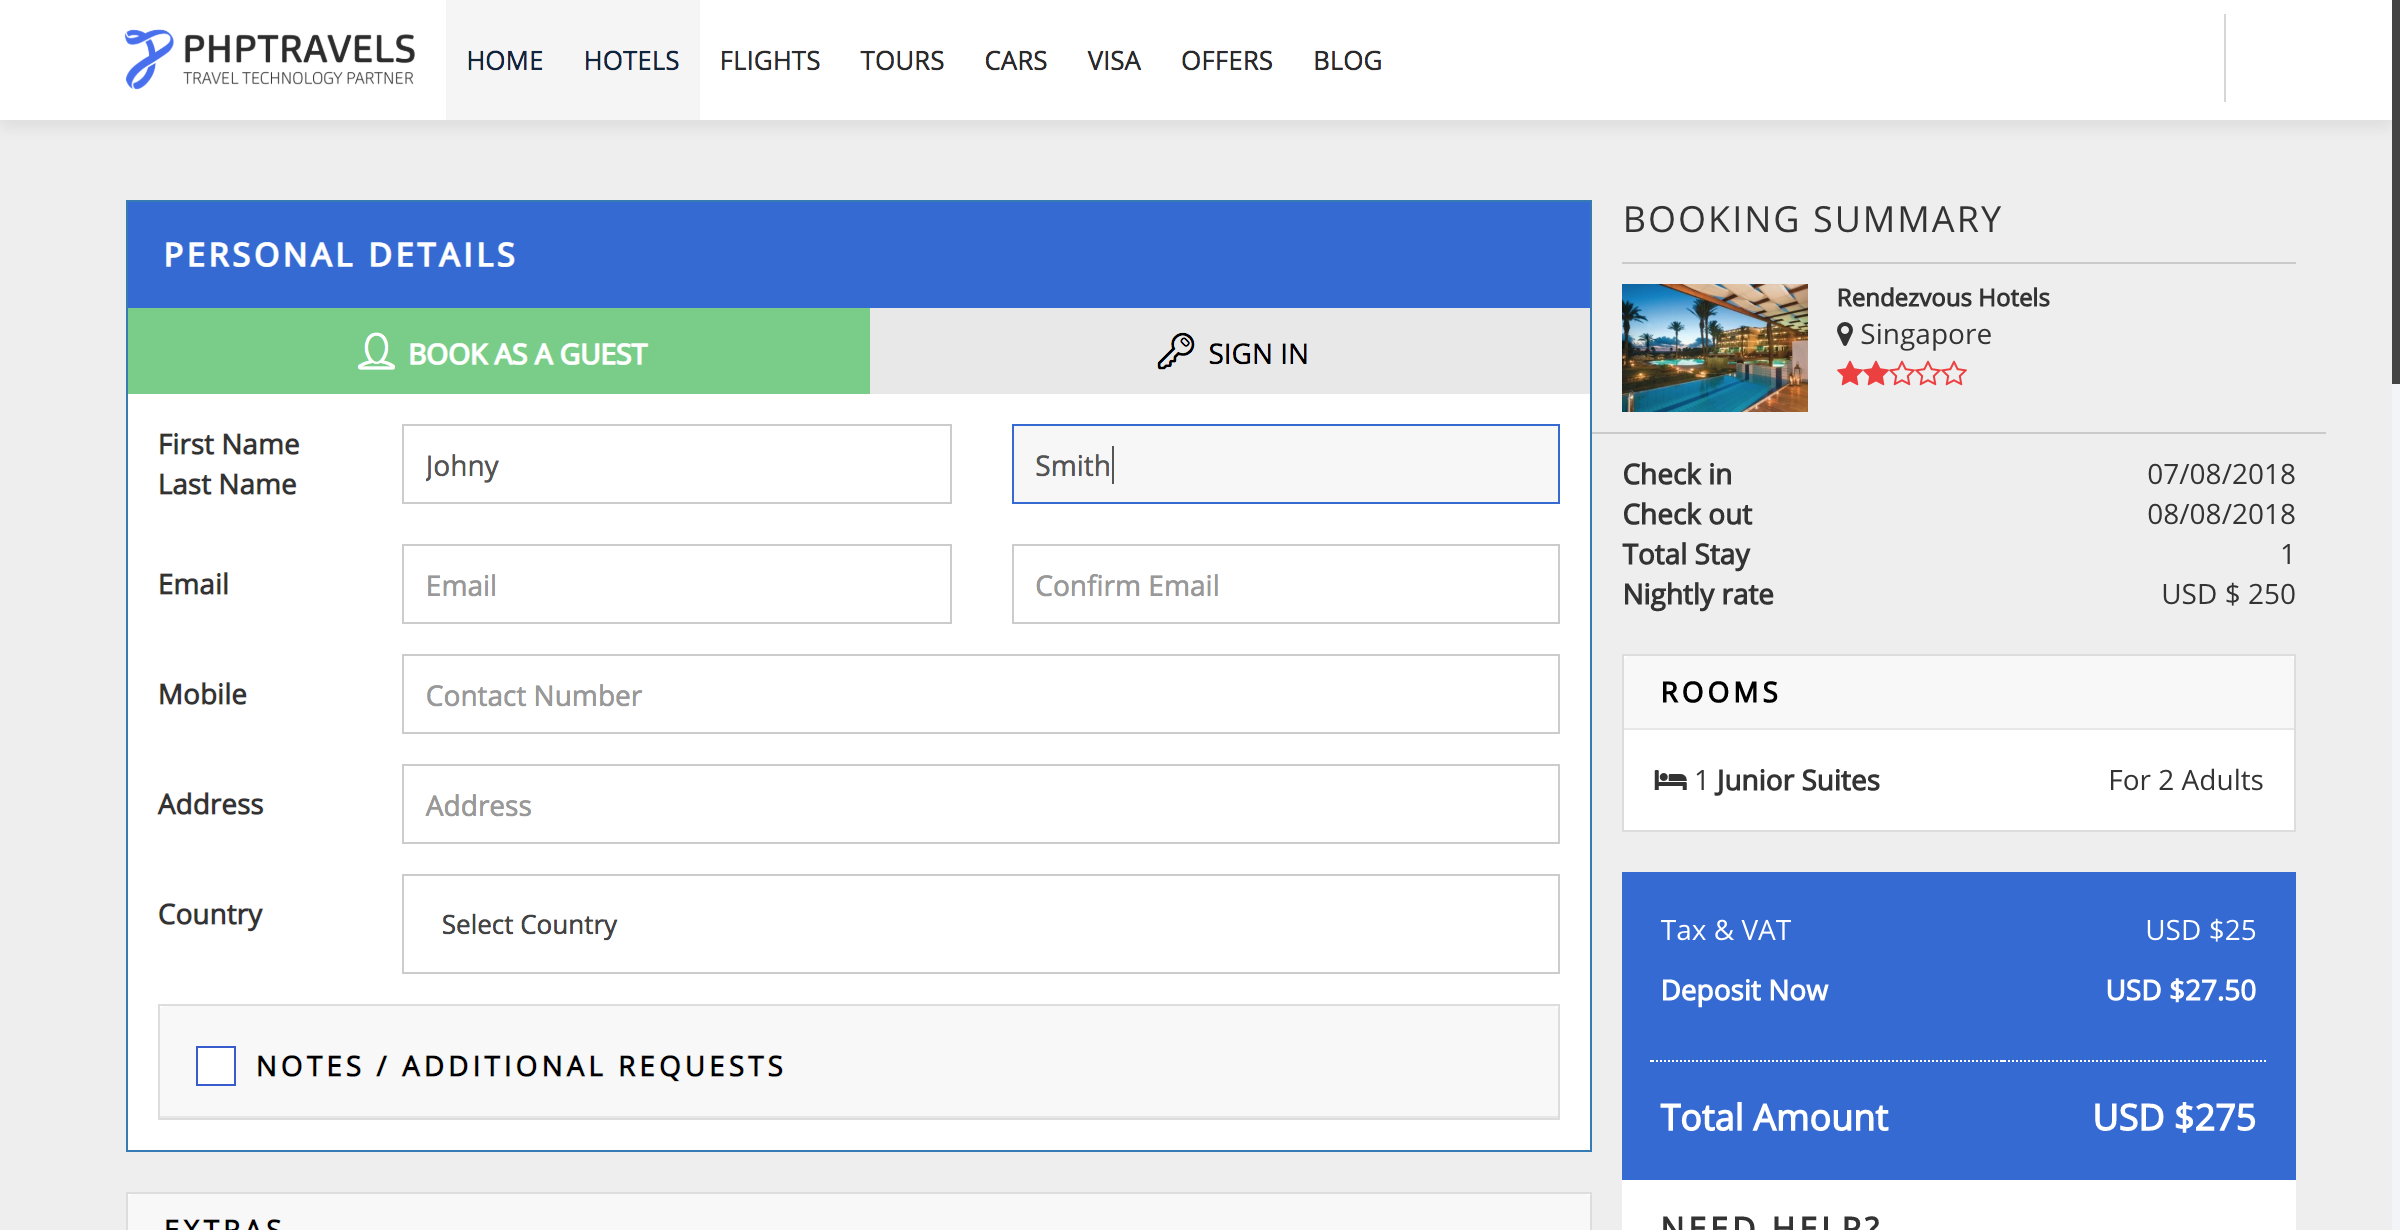 PHPTRAVELS
TRAVEL TECHNOLOGY PARTNER
HOME HOTELS FLIGHTS TOURS CARS VISA OFFERS BLOG
PERSONAL DETAILS
BOOK AS A GUEST
SIGN IN
First Name
Last Name
Johny
Smith
Email
Email
Confirm Email
Mobile
Contact Number
Address
Address
Country
Select Country
NOTES / ADDITIONAL REQUESTS
EXTRAS
BOOKING SUMMARY
Rendezvous Hotels
Singapore
Check in 07/08/2018
Check out 08/08/2018
Total Stay 1
Nightly rate USD $ 250
ROOMS
1 Junior Suites For 2 Adults
Tax & VAT USD $25
Deposit Now USD $27.50
Total Amount USD $275
NEED HELP?